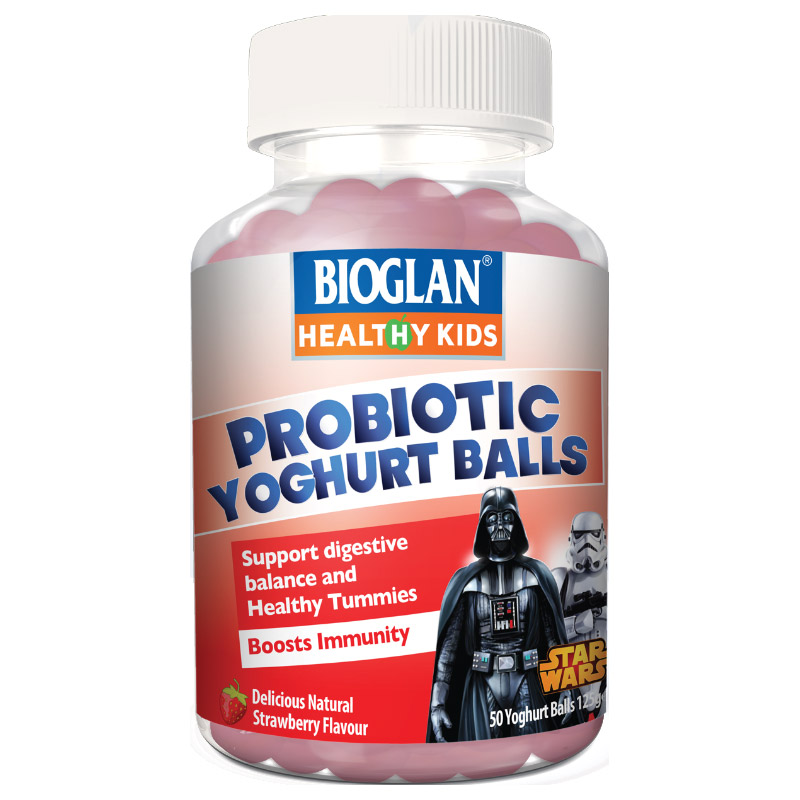 BIOGLAN®
HEALTHY KIDS
PROBIOTIC
YOGHURT BALLS
Support digestive
balance and
Healthy Tummies
Boosts Immunity
Delicious Natural
Strawberry Flavour
STAR
WARS
50 Yoghurt Balls 125g